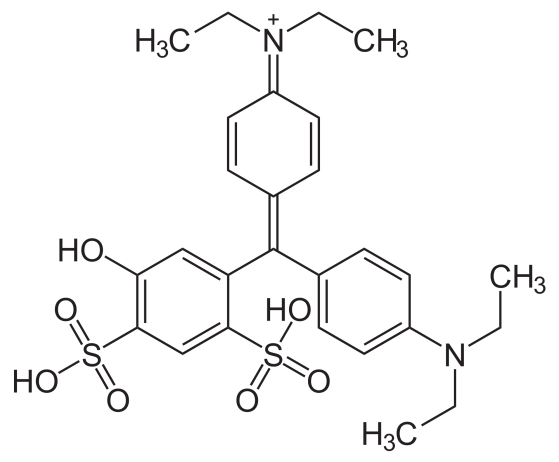 H₃C N⁺ CH₃
HO
CH₃
O HO
S S N
HO O O O
H₃C